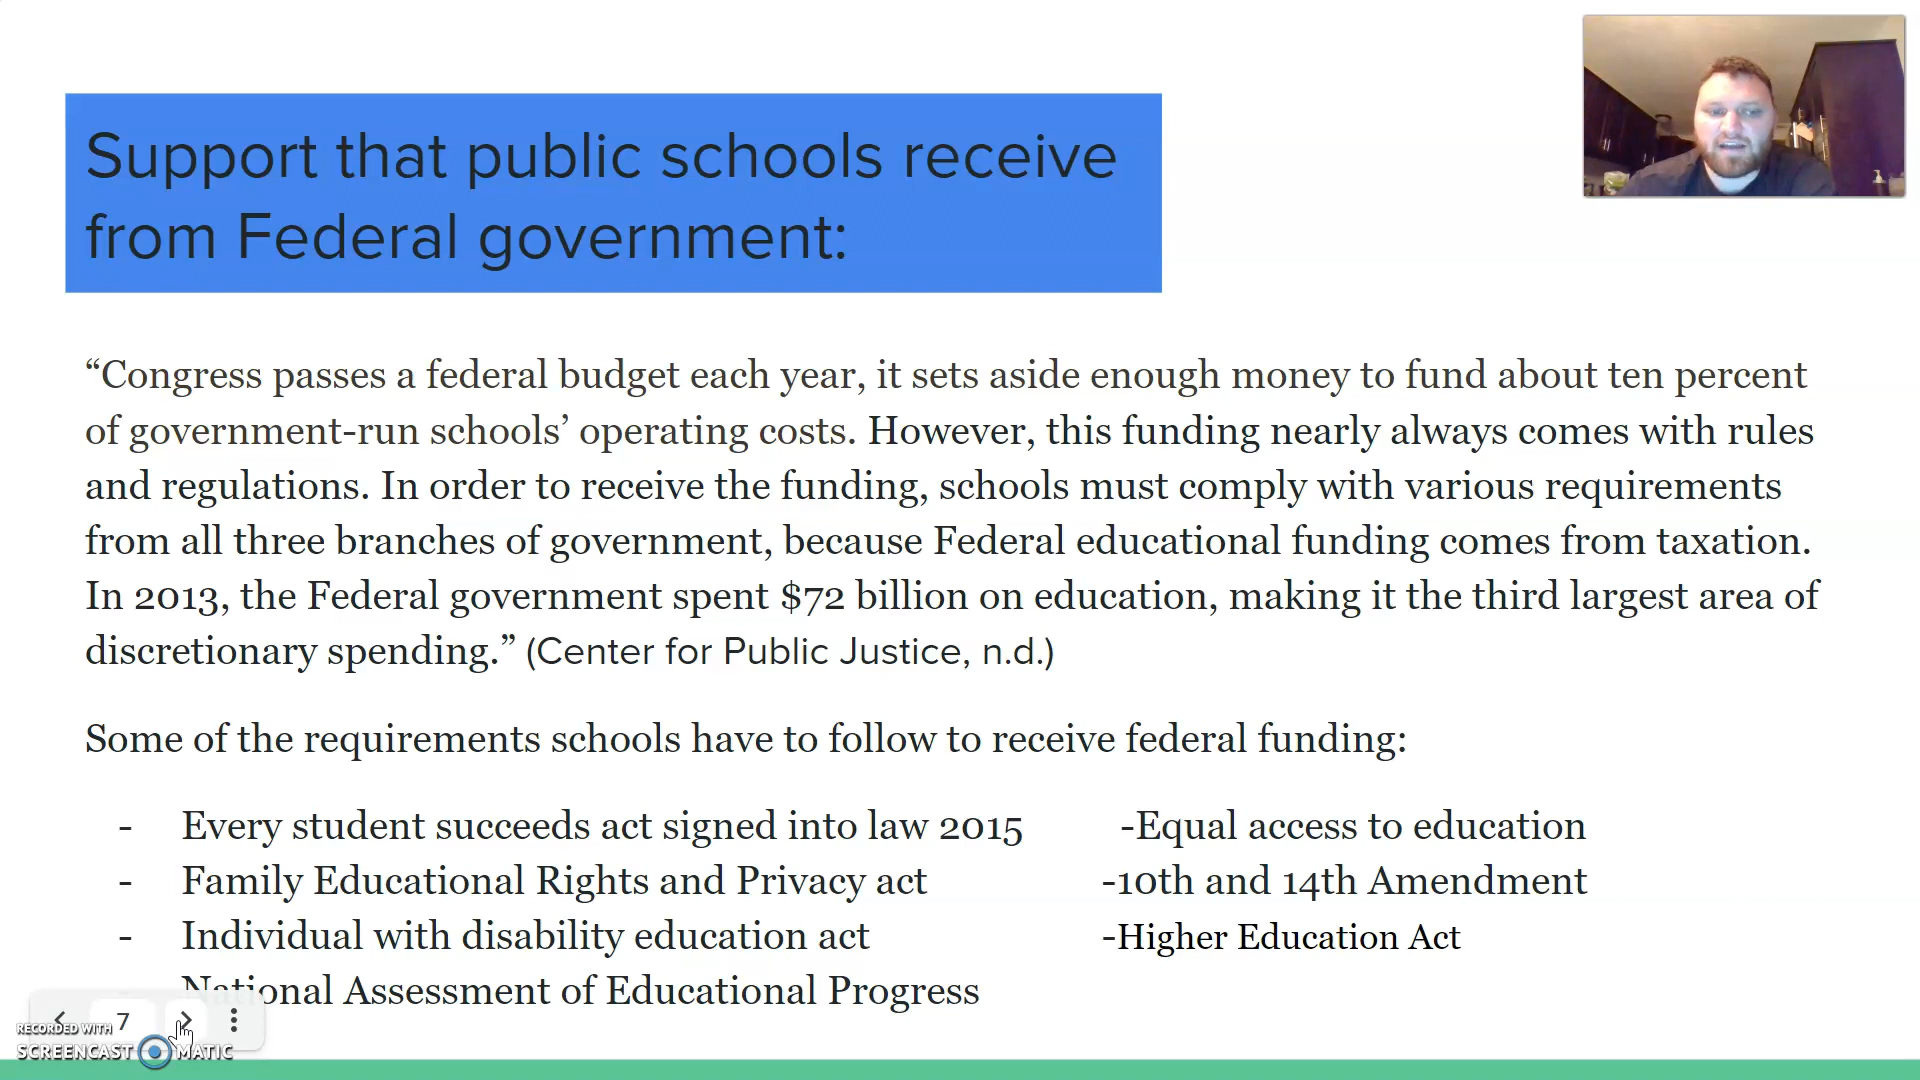 Support that public schools receive
from Federal government:
“Congress passes a federal budget each year, it sets aside enough money to fund about ten percent
of government-run schools’ operating costs. However, this funding nearly always comes with rules
and regulations. In order to receive the funding, schools must comply with various requirements
from all three branches of government, because Federal educational funding comes from taxation.
In 2013, the Federal government spent $72 billion on education, making it the third largest area of
discretionary spending.” (Center for Public Justice, n.d.)
Some of the requirements schools have to follow to receive federal funding:
- Every student succeeds act signed into law 2015 -Equal access to education
- Family Educational Rights and Privacy act -10th and 14th Amendment
- Individual with disability education act -Higher Education Act
- National Assessment of Educational Progress
7
RECORDED WITH
SCREENCAST MATIC